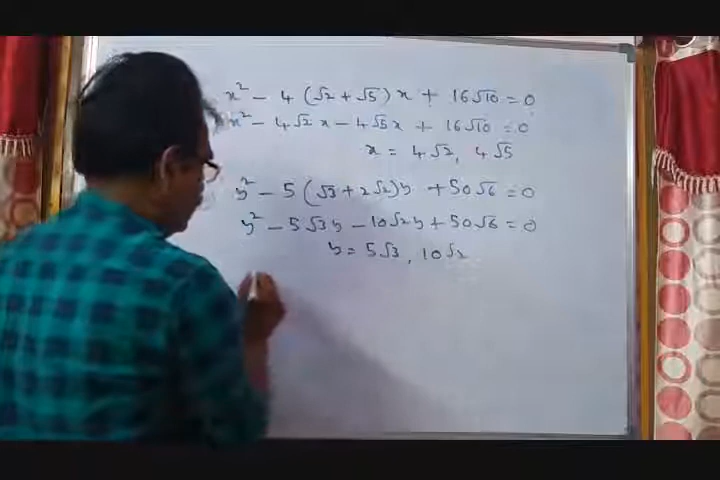 x² - 4 (√2 + √5) x + 16√10 = 0
x² - 4√2 x - 4√5 x + 16√10 = 0
x = 4√2, 4√5
y² - 5 (√3 + 2√2) y + 50√6 = 0
y² - 5√3 y - 10√2 y + 50√6 = 0
y = 5√3, 10√2